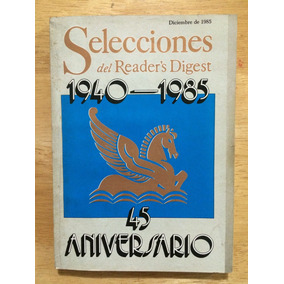 Diciembre de 1985
Selecciones
del Reader's Digest
1940-1985
45
ANIVERSARIO